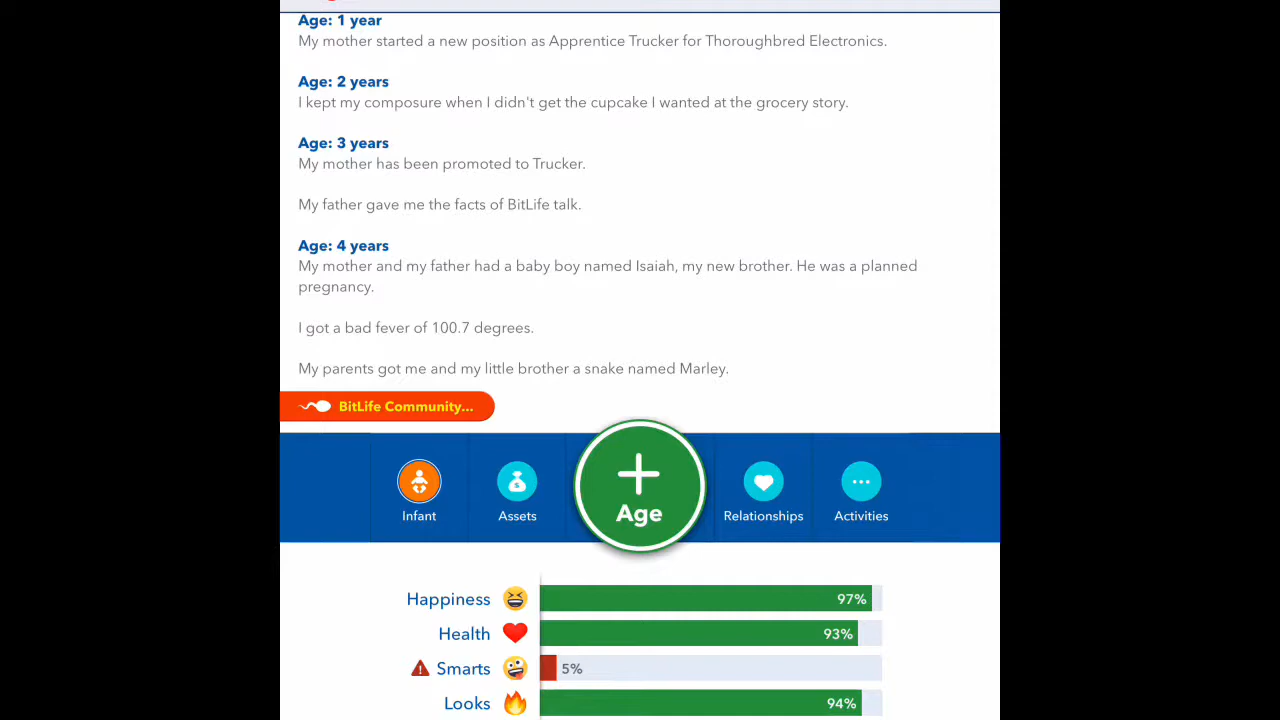 Age: 1 year
My mother started a new position as Apprentice Trucker for Thoroughbred Electronics.
Age: 2 years
I kept my composure when I didn't get the cupcake I wanted at the grocery story.
Age: 3 years
My mother has been promoted to Trucker.
My father gave me the facts of BitLife talk.
Age: 4 years
My mother and my father had a baby boy named Isaiah, my new brother. He was a planned
pregnancy.
I got a bad fever of 100.7 degrees.
My parents got me and my little brother a snake named Marley.
BitLife Community...
Infant
Assets
Age
Relationships
Activities
Happiness 97%
Health 93%
Smarts 5%
Looks 94%